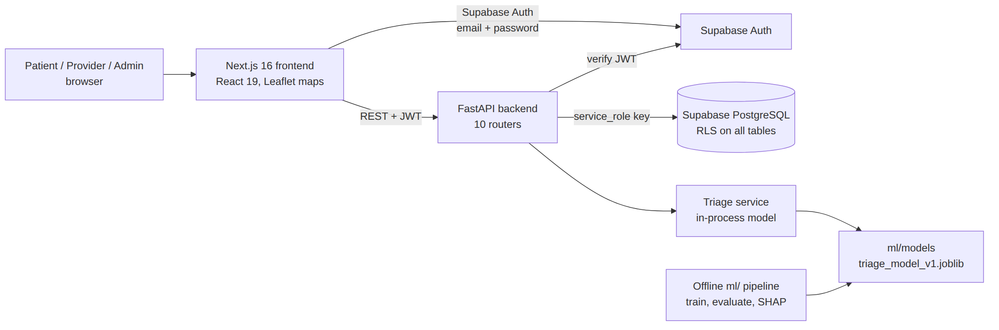 Patient / Provider / Admin
browser
Next.js 16 frontend
React 19, Leaflet maps
Supabase Auth
email + password
REST + JWT
FastAPI backend
10 routers
verify JWT
service_role key
Supabase Auth
Supabase PostgreSQL
RLS on all tables
Triage service
in-process model
Offline ml/ pipeline
train, evaluate, SHAP
ml/models
triage_model_v1.joblib